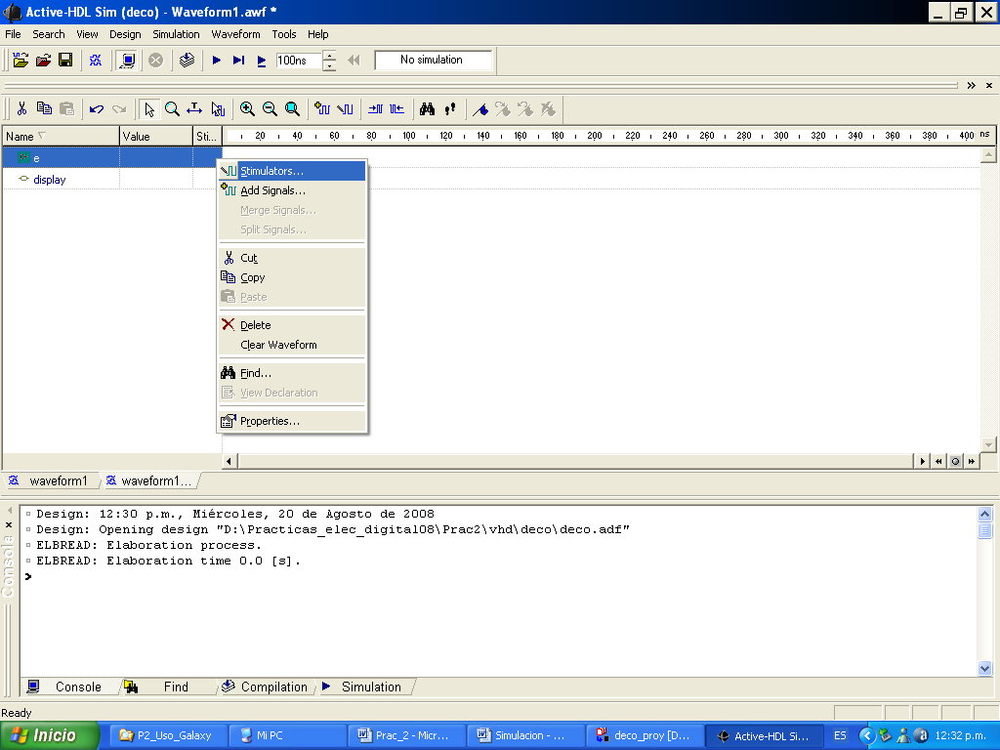 Active-HDL Sim (deco) - Waveform1.awf *
File Search View Design Simulation Waveform Tools Help
100ns No simulation
Name Value Sti... 20 40 60 80 100 120 140 160 180 200 220 240 260 280 300 320 340 360 380 400 ns
e
display
Stimulators...
Add Signals...
Merge Signals...
Split Signals...
Cut
Copy
Paste
Delete
Clear Waveform
Find...
View Declaration
Properties...
waveform1 waveform1...
Design: 12:30 p.m., Miércoles, 20 de Agosto de 2008
Design: Opening design "D:\Practicas_elec_digital08\Prac2\vhd\deco\deco.adf"
ELBREAD: Elaboration process.
ELBREAD: Elaboration time 0.0 [s].
>
Consola
Console Find Compilation Simulation
Ready
Inicio P2_Uso_Galaxy Mi PC Prac_2 - Micr... Simulacion - ... deco_proy [D... Active-HDL Si... ES 12:32 p.m.